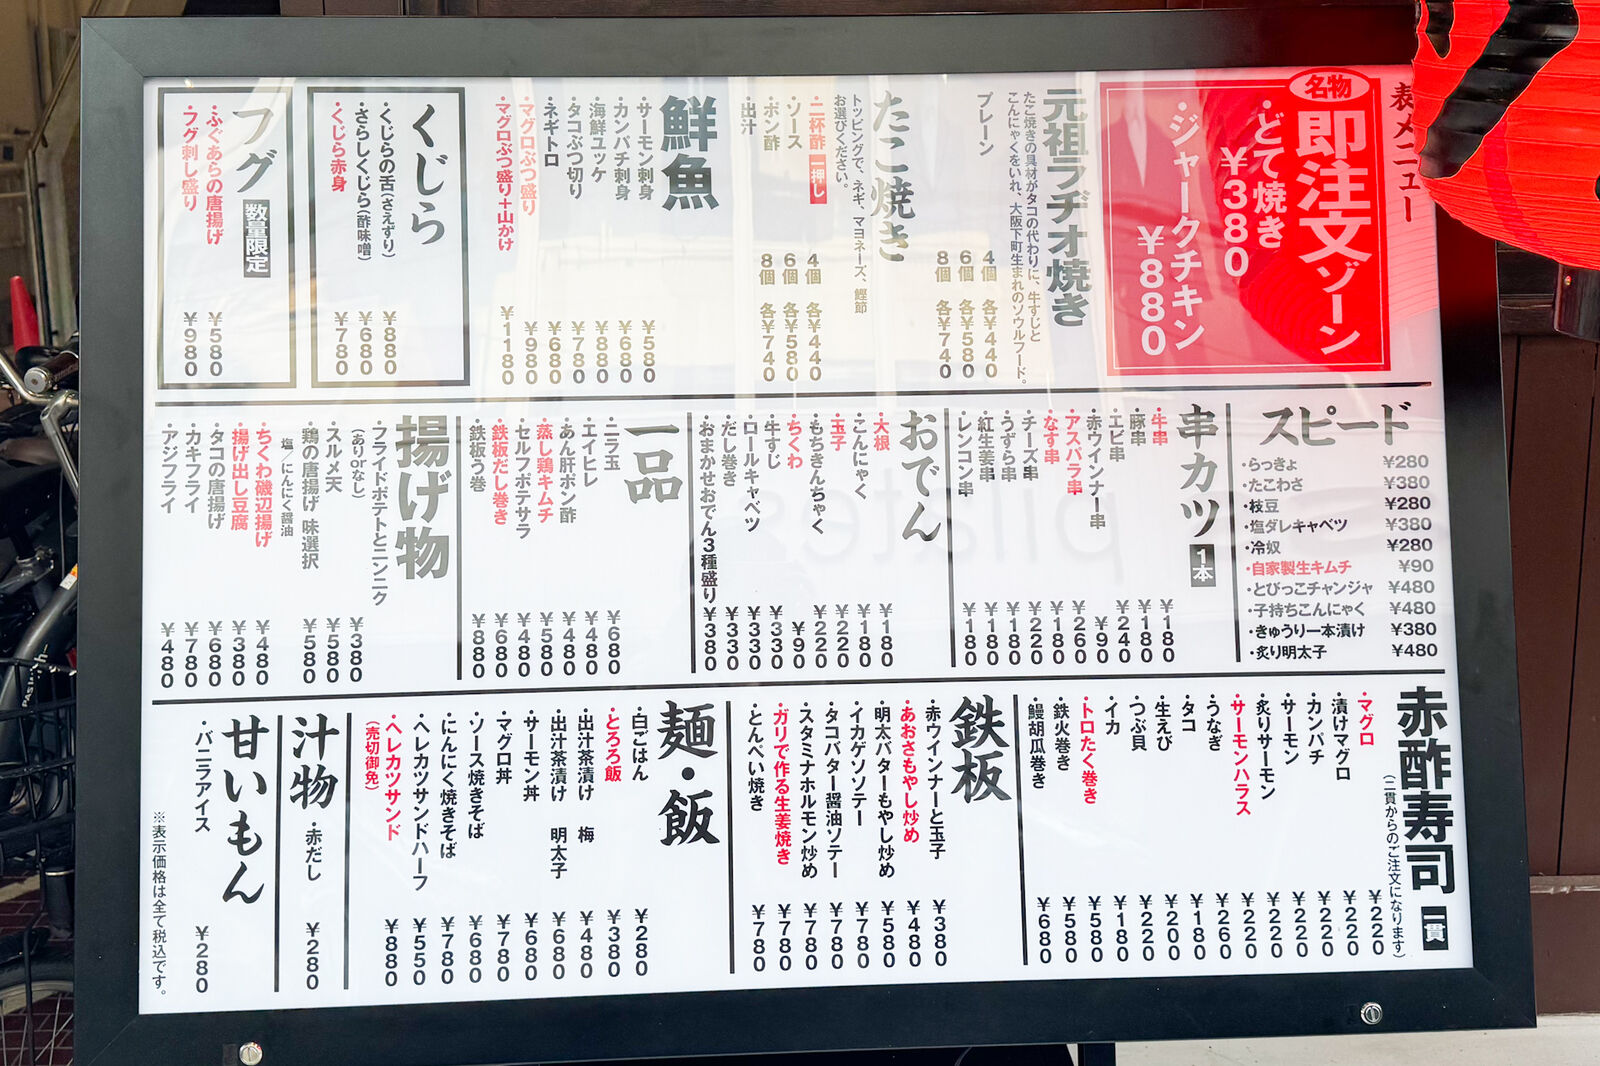 表メニュー
名物
即注文ゾーン
・どて焼き
¥380
・ジャークチキン
¥880
元祖ラヂオ焼き
たこ焼きの具材がタコの代わりに、牛すじと
こんにゃくをいれ、大阪下町生まれのソウルフード。
プレーン
4個 各¥440
6個 各¥580
8個 各¥740
たこ焼き
トッピングで、ネギ、マヨネーズ、鰹節
お選びください。
・二杯酢 一押し
・ソース
・ポン酢
・出汁
4個 各¥440
6個 各¥580
8個 各¥740
鮮魚
・サーモン刺身 ¥580
・カンパチ刺身 ¥680
・海鮮ユッケ ¥880
・タコぶつ切り ¥780
・ネギトロ ¥680
・マグロぶつ盛り ¥980
・マグロぶつ盛り+山かけ ¥1180
くじら
・くじらの舌(さえずり) ¥880
・さらしくじら(酢味噌) ¥680
・くじら赤身 ¥780
フグ 数量限定
・ふぐあらの唐揚げ ¥580
・フグ刺し盛り ¥980
スピード
・らっきょ ¥280
・たこわさ ¥380
・枝豆 ¥280
・塩ダレキャベツ ¥380
・冷奴 ¥280
・自家製生キムチ ¥90
・とびっこチャンジャ ¥480
・子持ちこんにゃく ¥480
・きゅうり一本漬け ¥380
・炙り明太子 ¥480
串カツ 1本
・牛串 ¥180
・豚串 ¥180
・エビ串 ¥240
・赤ウインナー串 ¥90
・アスパラ串 ¥260
・なす串 ¥180
・チーズ串 ¥220
・うずら串 ¥180
・紅生姜串 ¥180
・レンコン串 ¥180
おでん
・大根 ¥180
・こんにゃく ¥180
・玉子 ¥220
・もちきんちゃく ¥220
・ちくわ ¥90
・牛すじ ¥330
・ロールキャベツ ¥330
・だし巻き ¥330
・おまかせおでん3種盛り ¥380
一品
・ニラ玉 ¥680
・エイヒレ ¥480
・あん肝ポン酢 ¥480
・蒸し鶏キムチ ¥580
・セルフポテサラ ¥480
・鉄板だし巻き ¥680
・鉄板う巻 ¥880
揚げ物
・フライドポテトとニンニク
(ありorなし) ¥380
・スルメ天 ¥580
・鶏の唐揚げ 味選択 ¥580
塩 にんにく醤油
・ちくわ磯辺揚げ ¥480
・揚げ出し豆腐 ¥380
・タコの唐揚げ ¥680
・カキフライ ¥780
・アジフライ ¥480
赤酢寿司 一貫
(二貫からのご注文になります)
・マグロ ¥220
・漬けマグロ ¥220
・カンパチ ¥220
・サーモン ¥220
・炙りサーモン ¥220
・サーモンハラス ¥220
・うなぎ ¥260
・タコ ¥180
・生えび ¥200
・つぶ貝 ¥220
・イカ ¥180
・トロたく巻き ¥580
・鉄火巻き ¥580
・鰻胡瓜巻き ¥680
鉄板
・赤ウインナーと玉子 ¥380
・あおさもやし炒め ¥480
・明太バターもやし炒め ¥580
・イカゲソソテー ¥780
・タコバター醤油ソテー ¥780
・スタミナホルモン炒め ¥780
・ガリで作る生姜焼き ¥780
・とんぺい焼き ¥780
麺・飯
・白ごはん ¥280
・とろろ飯 ¥380
・出汁茶漬け 梅 ¥480
・出汁茶漬け 明太子 ¥680
・サーモン丼 ¥680
・マグロ丼 ¥780
・ソース焼きそば ¥680
・にんにく焼きそば ¥780
・ヘレカツサンドハーフ ¥550
・ヘレカツサンド ¥880
(売切御免)
汁物
・赤だし ¥280
甘いもん
・バニラアイス ¥280
※表示価格は全て税込です。